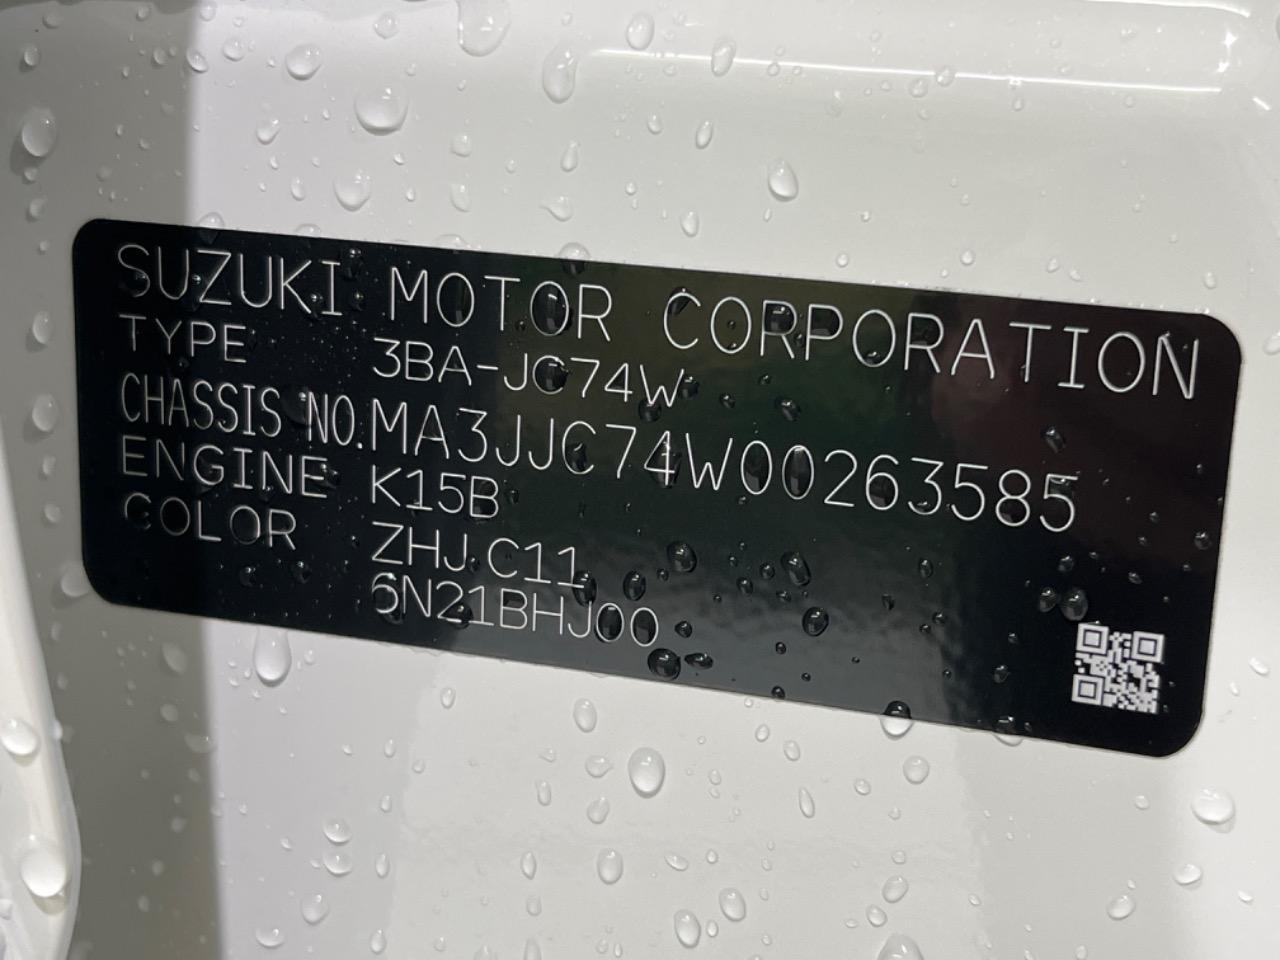 SUZUKI MOTOR CORPORATION
TYPE 3BA-JC74W
CHASSIS NO. MA3JJC74W00263585
ENGINE K15B
COLOR ZHJ C11
6N21BHJ00